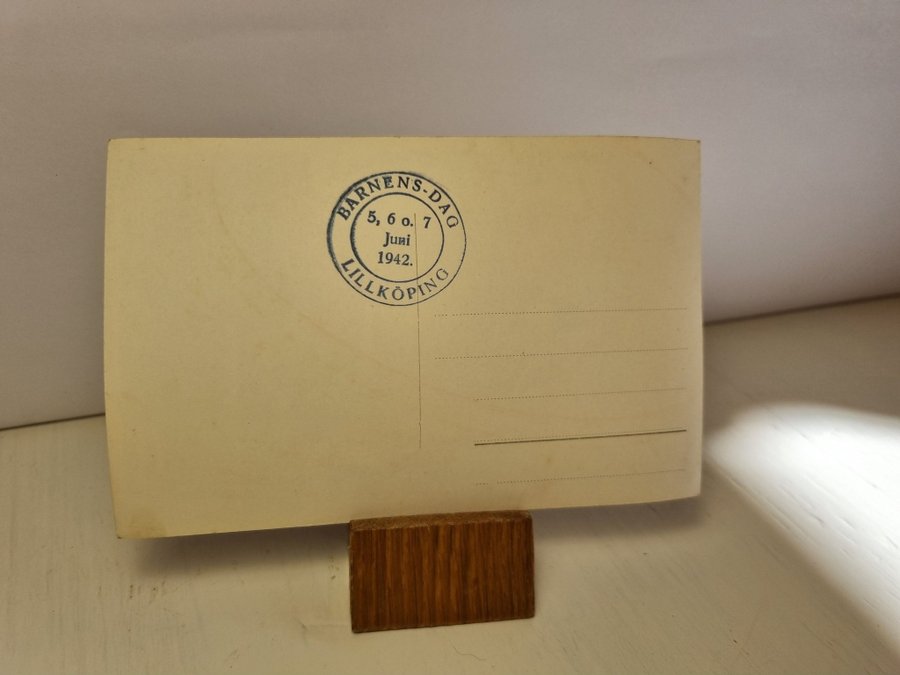 BARNENS-DAG
5, 6 o. 7
Juni
1942.
LILLKÖPING